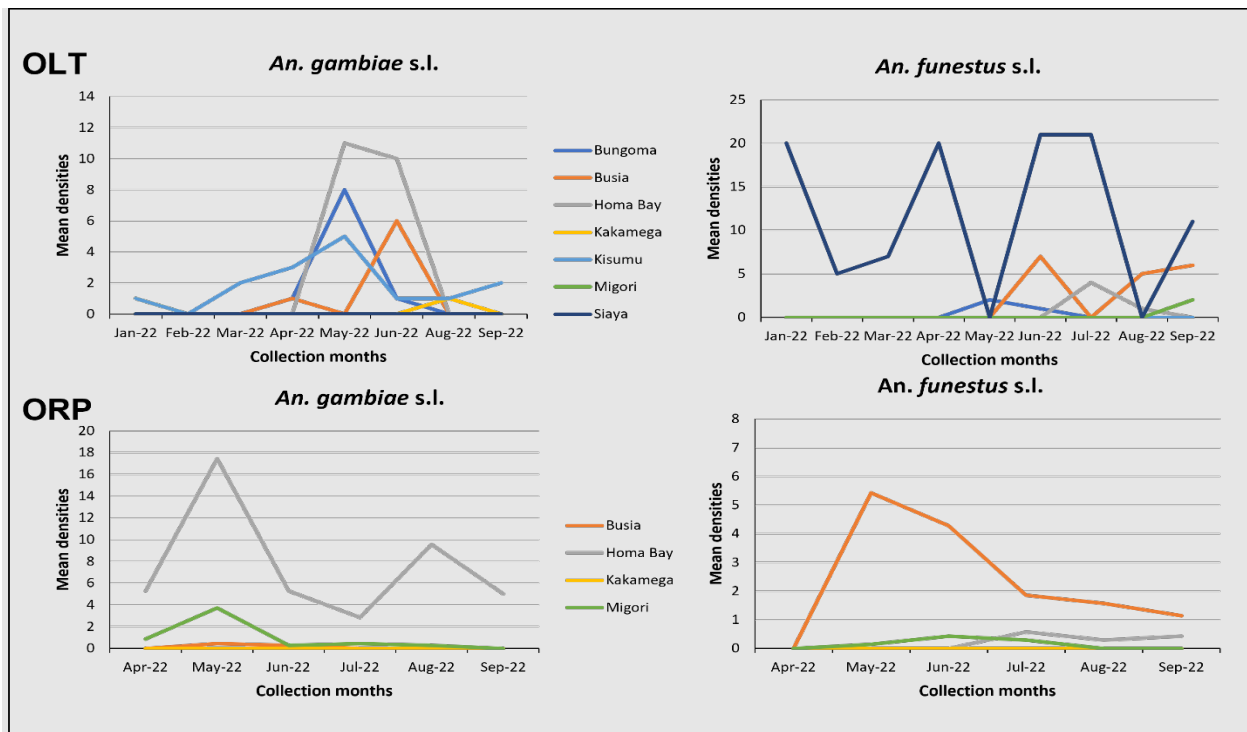 OLT
An. gambiae s.l.
Mean densities
14
12
10
8
6
4
2
0
Jan-22 Feb-22 Mar-22 Apr-22 May-22 Jun-22 Aug-22 Sep-22
Collection months
Bungoma
Busia
Homa Bay
Kakamega
Kisumu
Migori
Siaya
An. funestus s.l.
Mean densities
25
20
15
10
5
0
Jan-22 Feb-22 Mar-22 Apr-22 May-22 Jun-22 Jul-22 Aug-22 Sep-22
Collection months
ORP
An. gambiae s.l.
Mean densities
20
18
16
14
12
10
8
6
4
2
0
Apr-22 May-22 Jun-22 Jul-22 Aug-22 Sep-22
Collection months
Busia
Homa Bay
Kakamega
Migori
An. funestus s.l.
Mean densities
8
7
6
5
4
3
2
1
0
Apr-22 May-22 Jun-22 Jul-22 Aug-22 Sep-22
Collection months